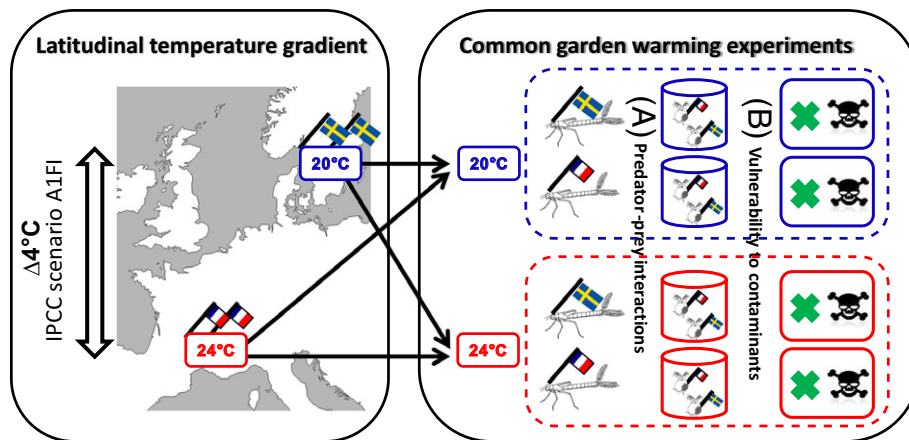 Latitudinal temperature gradient
Δ4°C
IPCC scenario A1FI
20°C
24°C
Common garden warming experiments
20°C
24°C
(A) Predator -prey interactions
(B) Vulnerability to contaminants